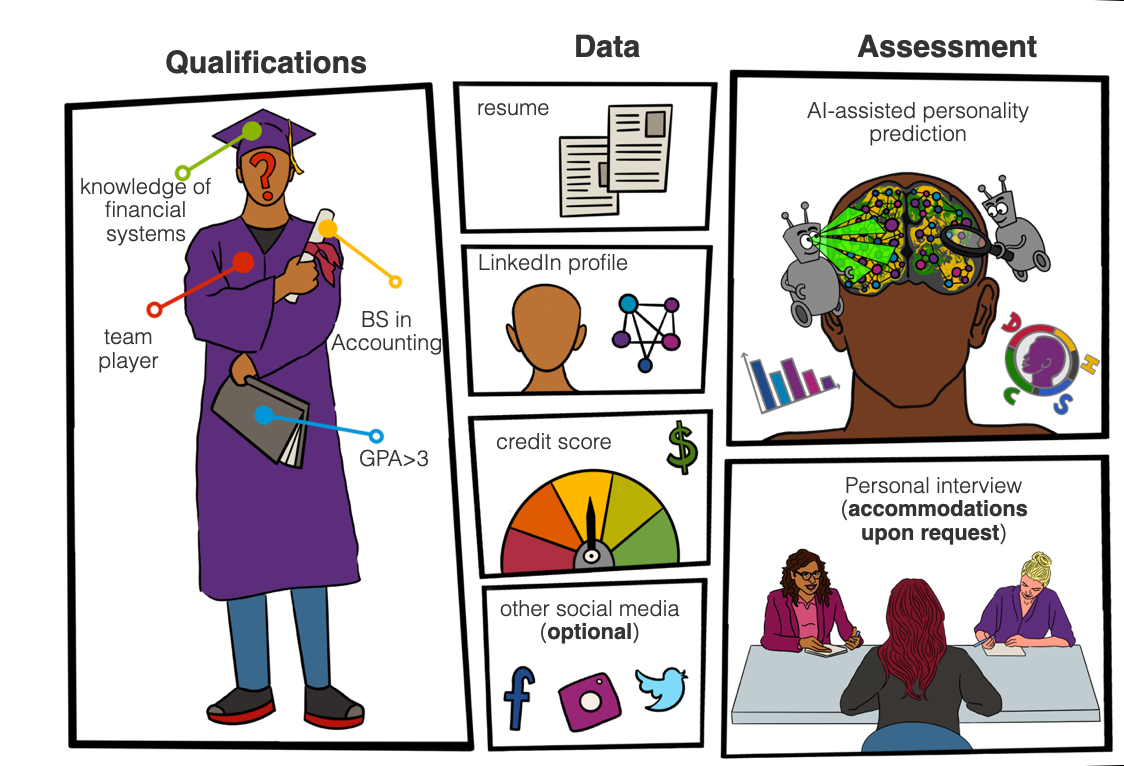 Qualifications
knowledge of
financial
systems
team
player
BS in
Accounting
GPA>3
Data
resume
LinkedIn profile
credit score
$
other social media
(optional)
f
Assessment
AI-assisted personality
prediction
D
H
C
S
Personal interview
(accommodations
upon request)
?